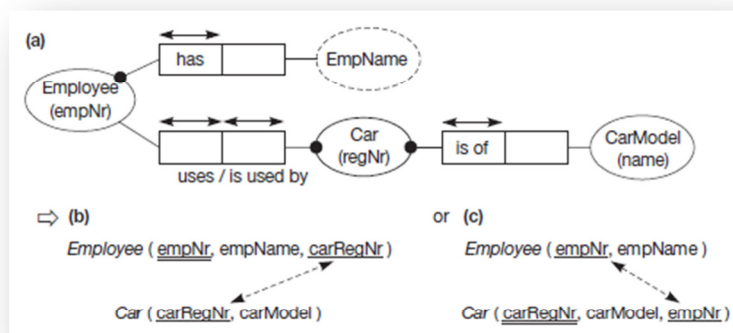 (a)
has
EmpName
Employee
(empNr)
Car
(regNr)
is of
CarModel
(name)
uses / is used by
⇨ (b)
or (c)
Employee ( empNr, empName, carRegNr )
Employee ( empNr, empName )
Car ( carRegNr, carModel )
Car ( carRegNr, carModel, empNr )